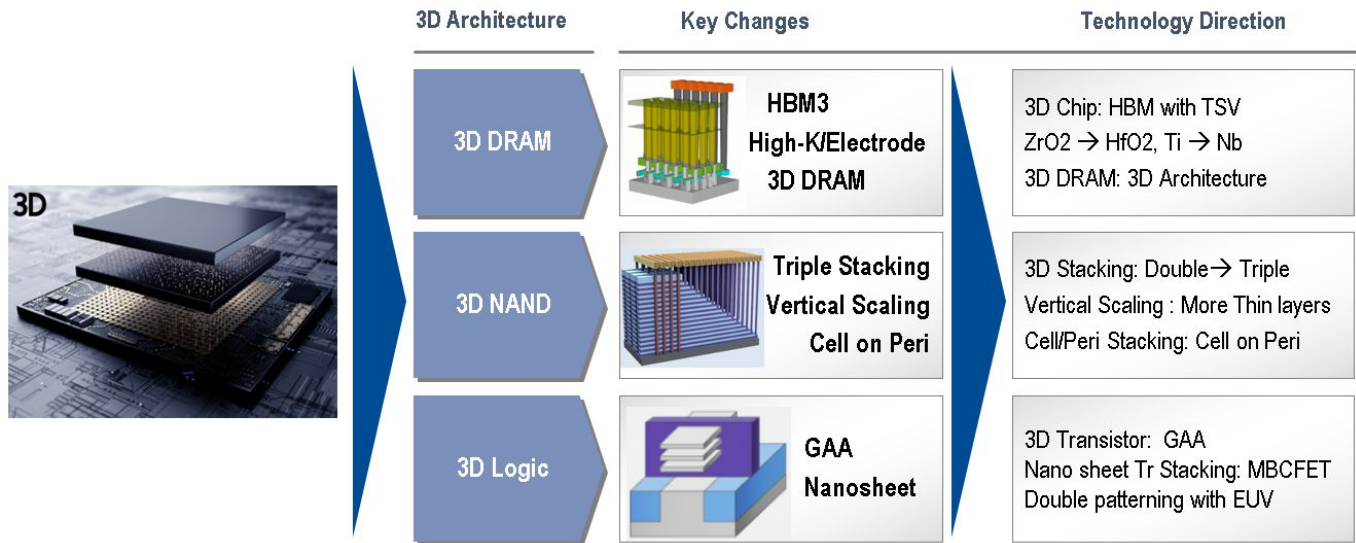 3D Architecture
Key Changes
Technology Direction
3D
3D DRAM
HBM3
High-K/Electrode
3D DRAM
3D Chip: HBM with TSV
ZrO2 → HfO2, Ti → Nb
3D DRAM: 3D Architecture
3D NAND
Triple Stacking
Vertical Scaling
Cell on Peri
3D Stacking: Double→ Triple
Vertical Scaling : More Thin layers
Cell/Peri Stacking: Cell on Peri
3D Logic
GAA
Nanosheet
3D Transistor: GAA
Nano sheet Tr Stacking: MBCFET
Double patterning with EUV